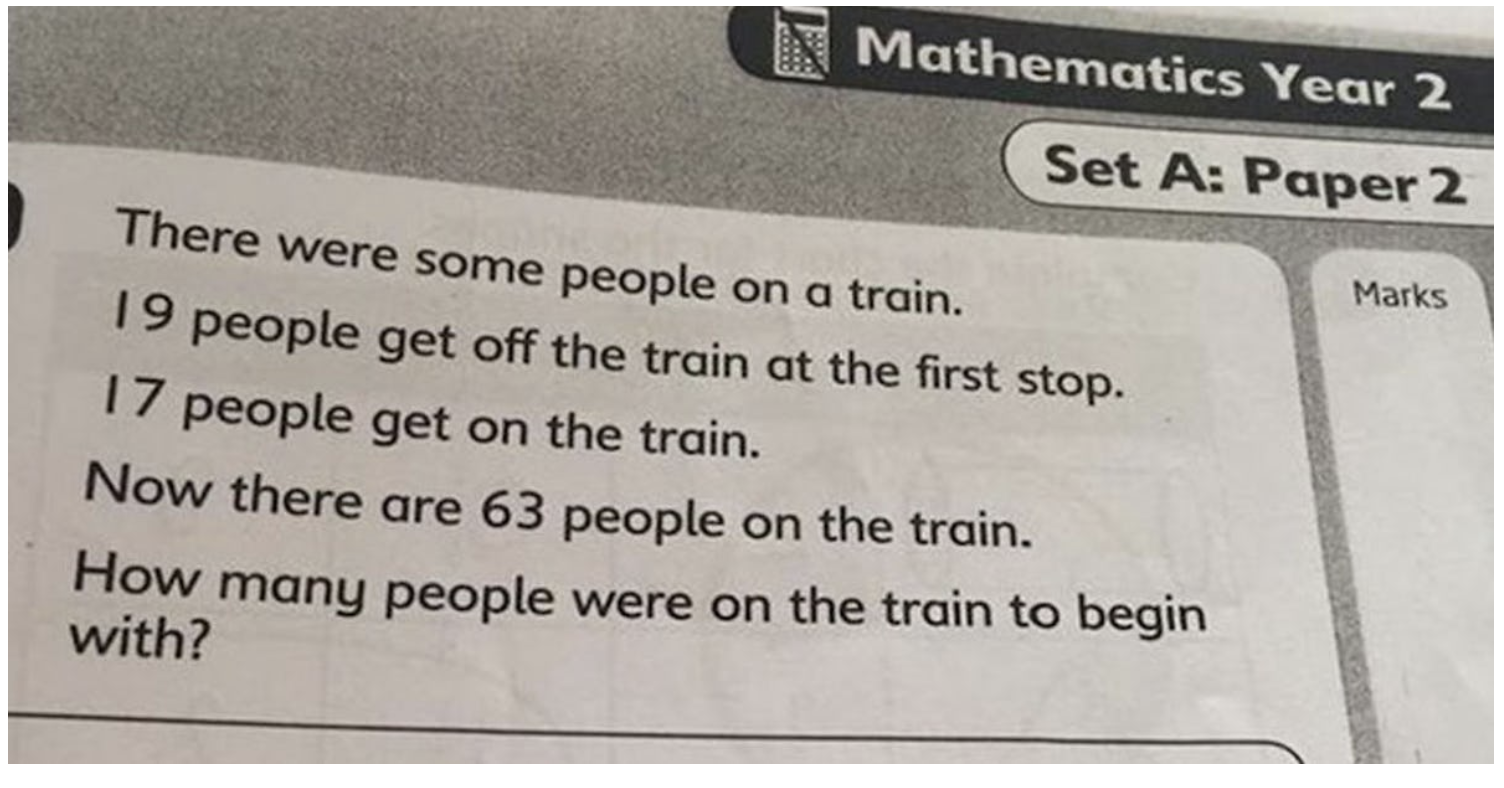 Mathematics Year 2
Set A: Paper 2
There were some people on a train.
19 people get off the train at the first stop.
17 people get on the train.
Now there are 63 people on the train.
How many people were on the train to beg
with?
Marks